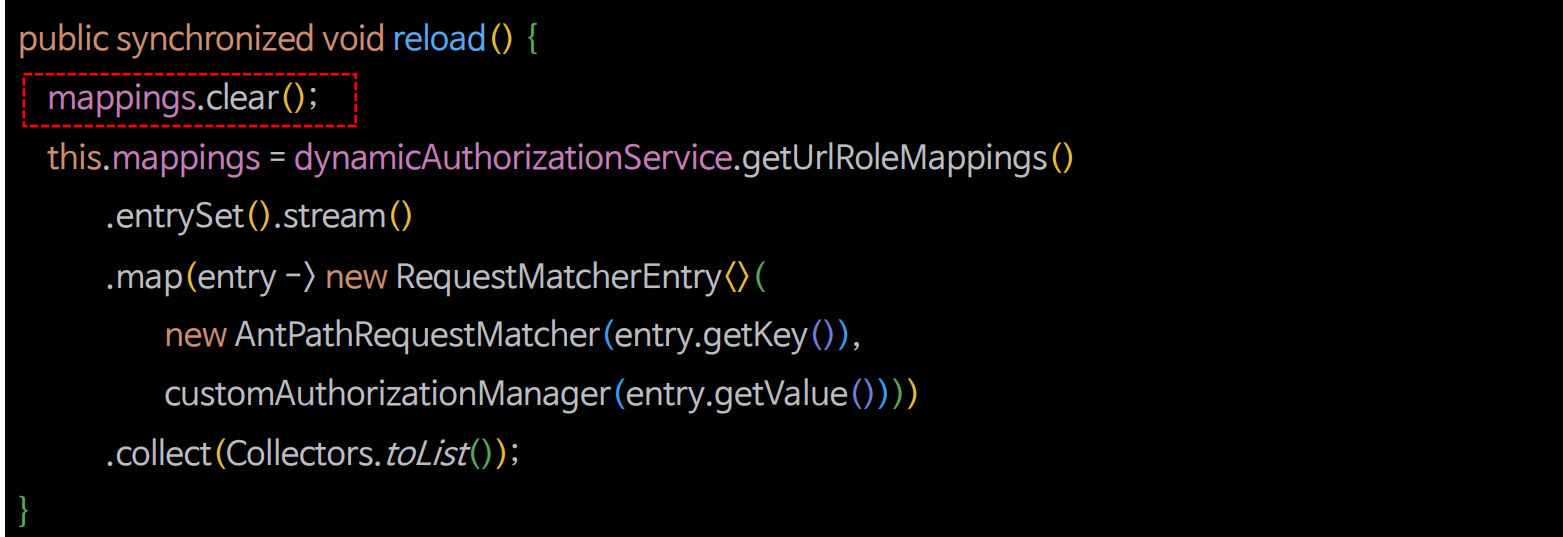 public synchronized void reload() {
mappings.clear();
this.mappings = dynamicAuthorizationService.getUrlRoleMappings()
.entrySet().stream()
.map(entry -> new RequestMatcherEntry<>(
new AntPathRequestMatcher(entry.getKey()),
customAuthorizationManager(entry.getValue())))
.collect(Collectors.toList());
}